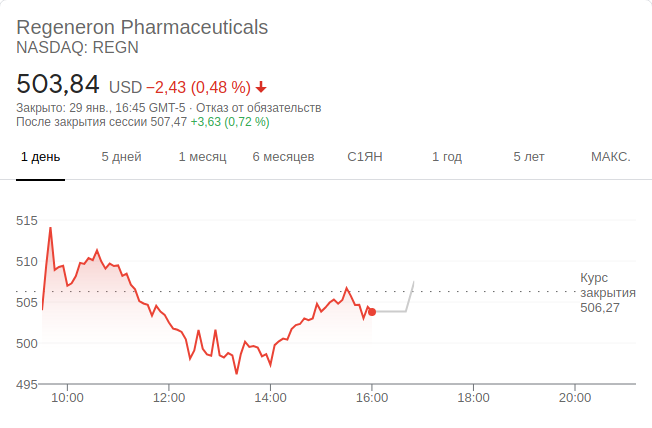 Regeneron Pharmaceuticals
NASDAQ: REGN
503,84 USD −2,43 (0,48 %)
Закрыто: 29 янв., 16:45 GMT-5 · Отказ от обязательств
После закрытия сессии 507,47 +3,63 (0,72 %)
1 день 5 дней 1 месяц 6 месяцев С1ЯН 1 год 5 лет МАКС.
515
510
505
500
495
Курс
закрытия
506,27
10:00 12:00 14:00 16:00 18:00 20:00